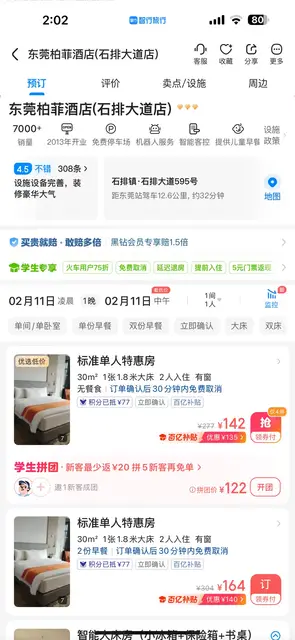 2:02
智行旅行
80
东莞柏菲酒店(石排大道店)
客服
收藏
分享
更多
预订
评价
卖点/设施
周边
东莞柏菲酒店(石排大道店)
7000+
销量
2013年开业
免费停车场
机器人服务
智能客控
提供儿童早餐
设施
政策
4.5 不错 308条
设施设备完善，装修豪华大气
石排镇·石排大道595号
距东莞站驾车12.6公里，约32分钟
地图
买贵就赔·敢赔多倍
黑钻会员专享赔1.5倍
学生专享
火车用户75折
免费取消
延迟退房
提前入住
5元门票返现
02月11日 凌晨 1晚 02月11日 中午
1间
1人
监控
单间/单卧室
单份早餐
双份早餐
立即确认
大床
双床
优选低价
标准单人特惠房
30m² 1张1.8米大床 2人入住 有窗
无餐食 订单确认后30分钟内免费取消
积分已抵¥77
立即确认
百亿补贴
¥277 ¥142
百亿补贴 优惠¥135
抢
领券付
7
学生拼团·新客最少返¥20 拼5新客再免单
邀1新客成团
拼团价 ¥122
开团
标准单人特惠房
30m² 1张1.8米大床 2人入住 有窗
2份早餐 订单确认后30分钟内免费取消
积分已抵¥77
立即确认
百亿补贴
¥304 ¥164
订
领券付
7
智能大床房（小冰箱+保险箱+书桌）